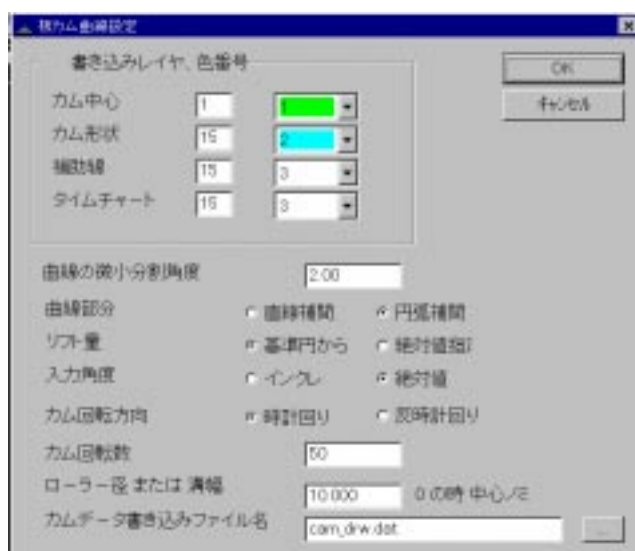 板カム曲線設定
書き込みレイヤ、色番号
OK
カム中心 1 1
キャンセル
カム形状 15 2
補助線 15 3
タイムチャート 15 3
曲線の微小分割角度 2.00
曲線部分 直線補間 円弧補間
リフト量 基準円から 絶対値指
入力角度 インクレ 絶対値
カム回転方向 時計回り 反時計回り
カム回転数 50
ローラー径 または 溝幅 10.000 0 の時 中心ノミ
カムデータ書き込みファイル名 cam_drw.dat ...